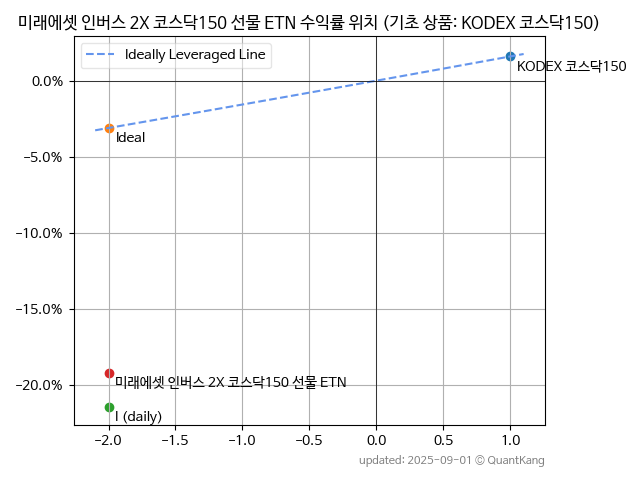 미래에셋 인버스 2X 코스닥150 선물 ETN 수익률 위치 (기초 상품: KODEX 코스닥150)
Ideally Leveraged Line
KODEX 코스닥150
0.0%
Ideal
−5.0%
−10.0%
−15.0%
미래에셋 인버스 2X 코스닥150 선물 ETN
−20.0%
I (daily)
−2.0 −1.5 −1.0 −0.5 0.0 0.5 1.0
updated: 2025-09-01 © QuantKang